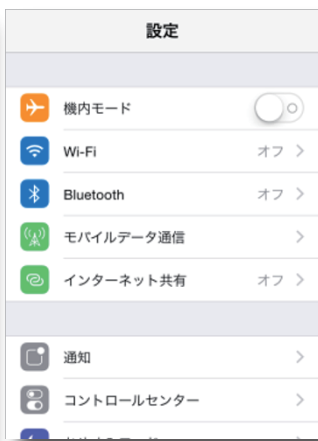 設定
機内モード
Wi-Fi オフ
Bluetooth オフ
モバイルデータ通信
インターネット共有 オフ
通知
コントロールセンター